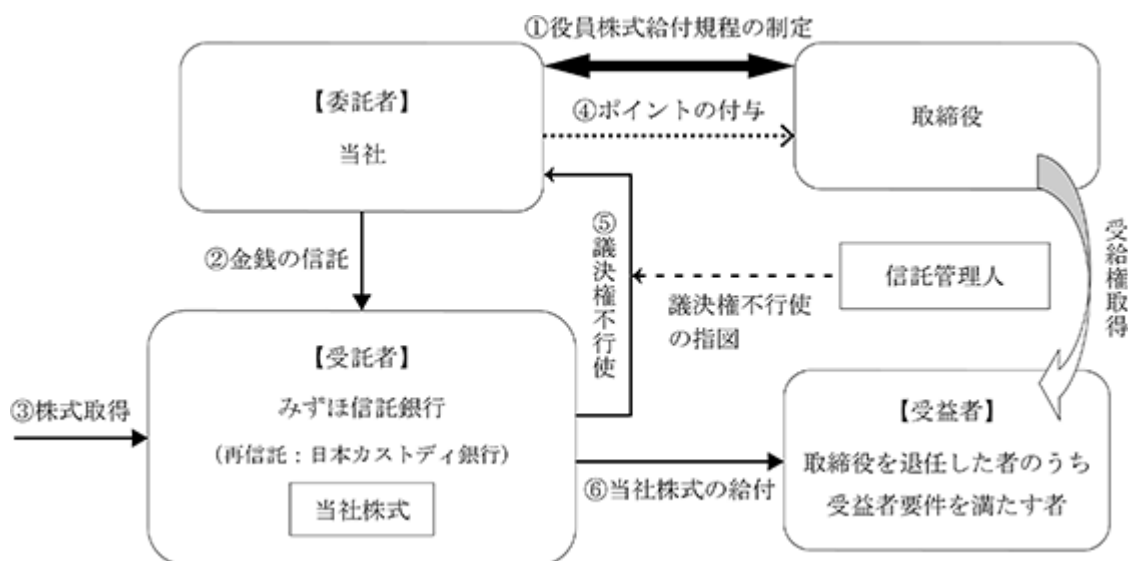 ①役員株式給付規程の制定
【委託者】
当社
④ポイントの付与
取締役
②金銭の信託
⑤議決権不行使
議決権不行使
の指図
信託管理人
受給権取得
③株式取得
【受託者】
みずほ信託銀行
(再信託：日本カストディ銀行)
当社株式
⑥当社株式の給付
【受益者】
取締役を退任した者のうち
受益者要件を満たす者